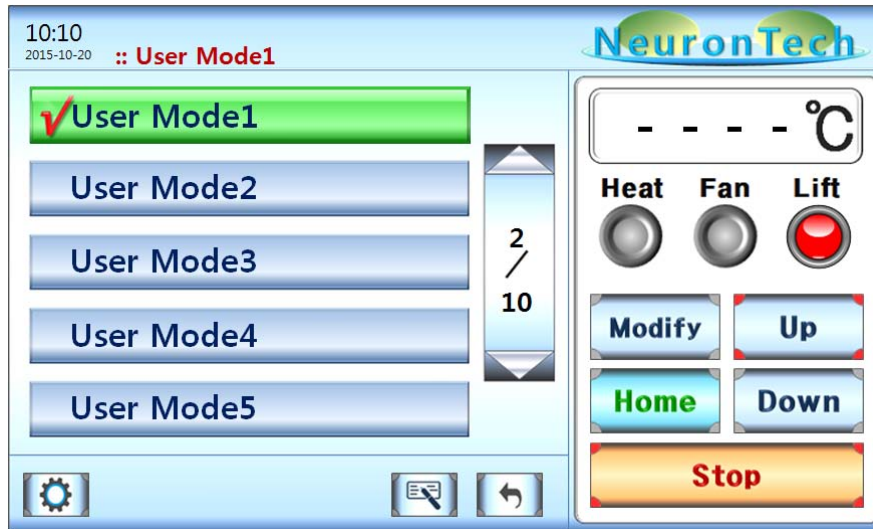 10:10
2015-10-20 :: User Mode1
NeuronTech
√User Mode1
User Mode2
User Mode3
User Mode4
User Mode5
2
/
10
- - - - ℃
Heat Fan Lift
Modify Up
Home Down
Stop